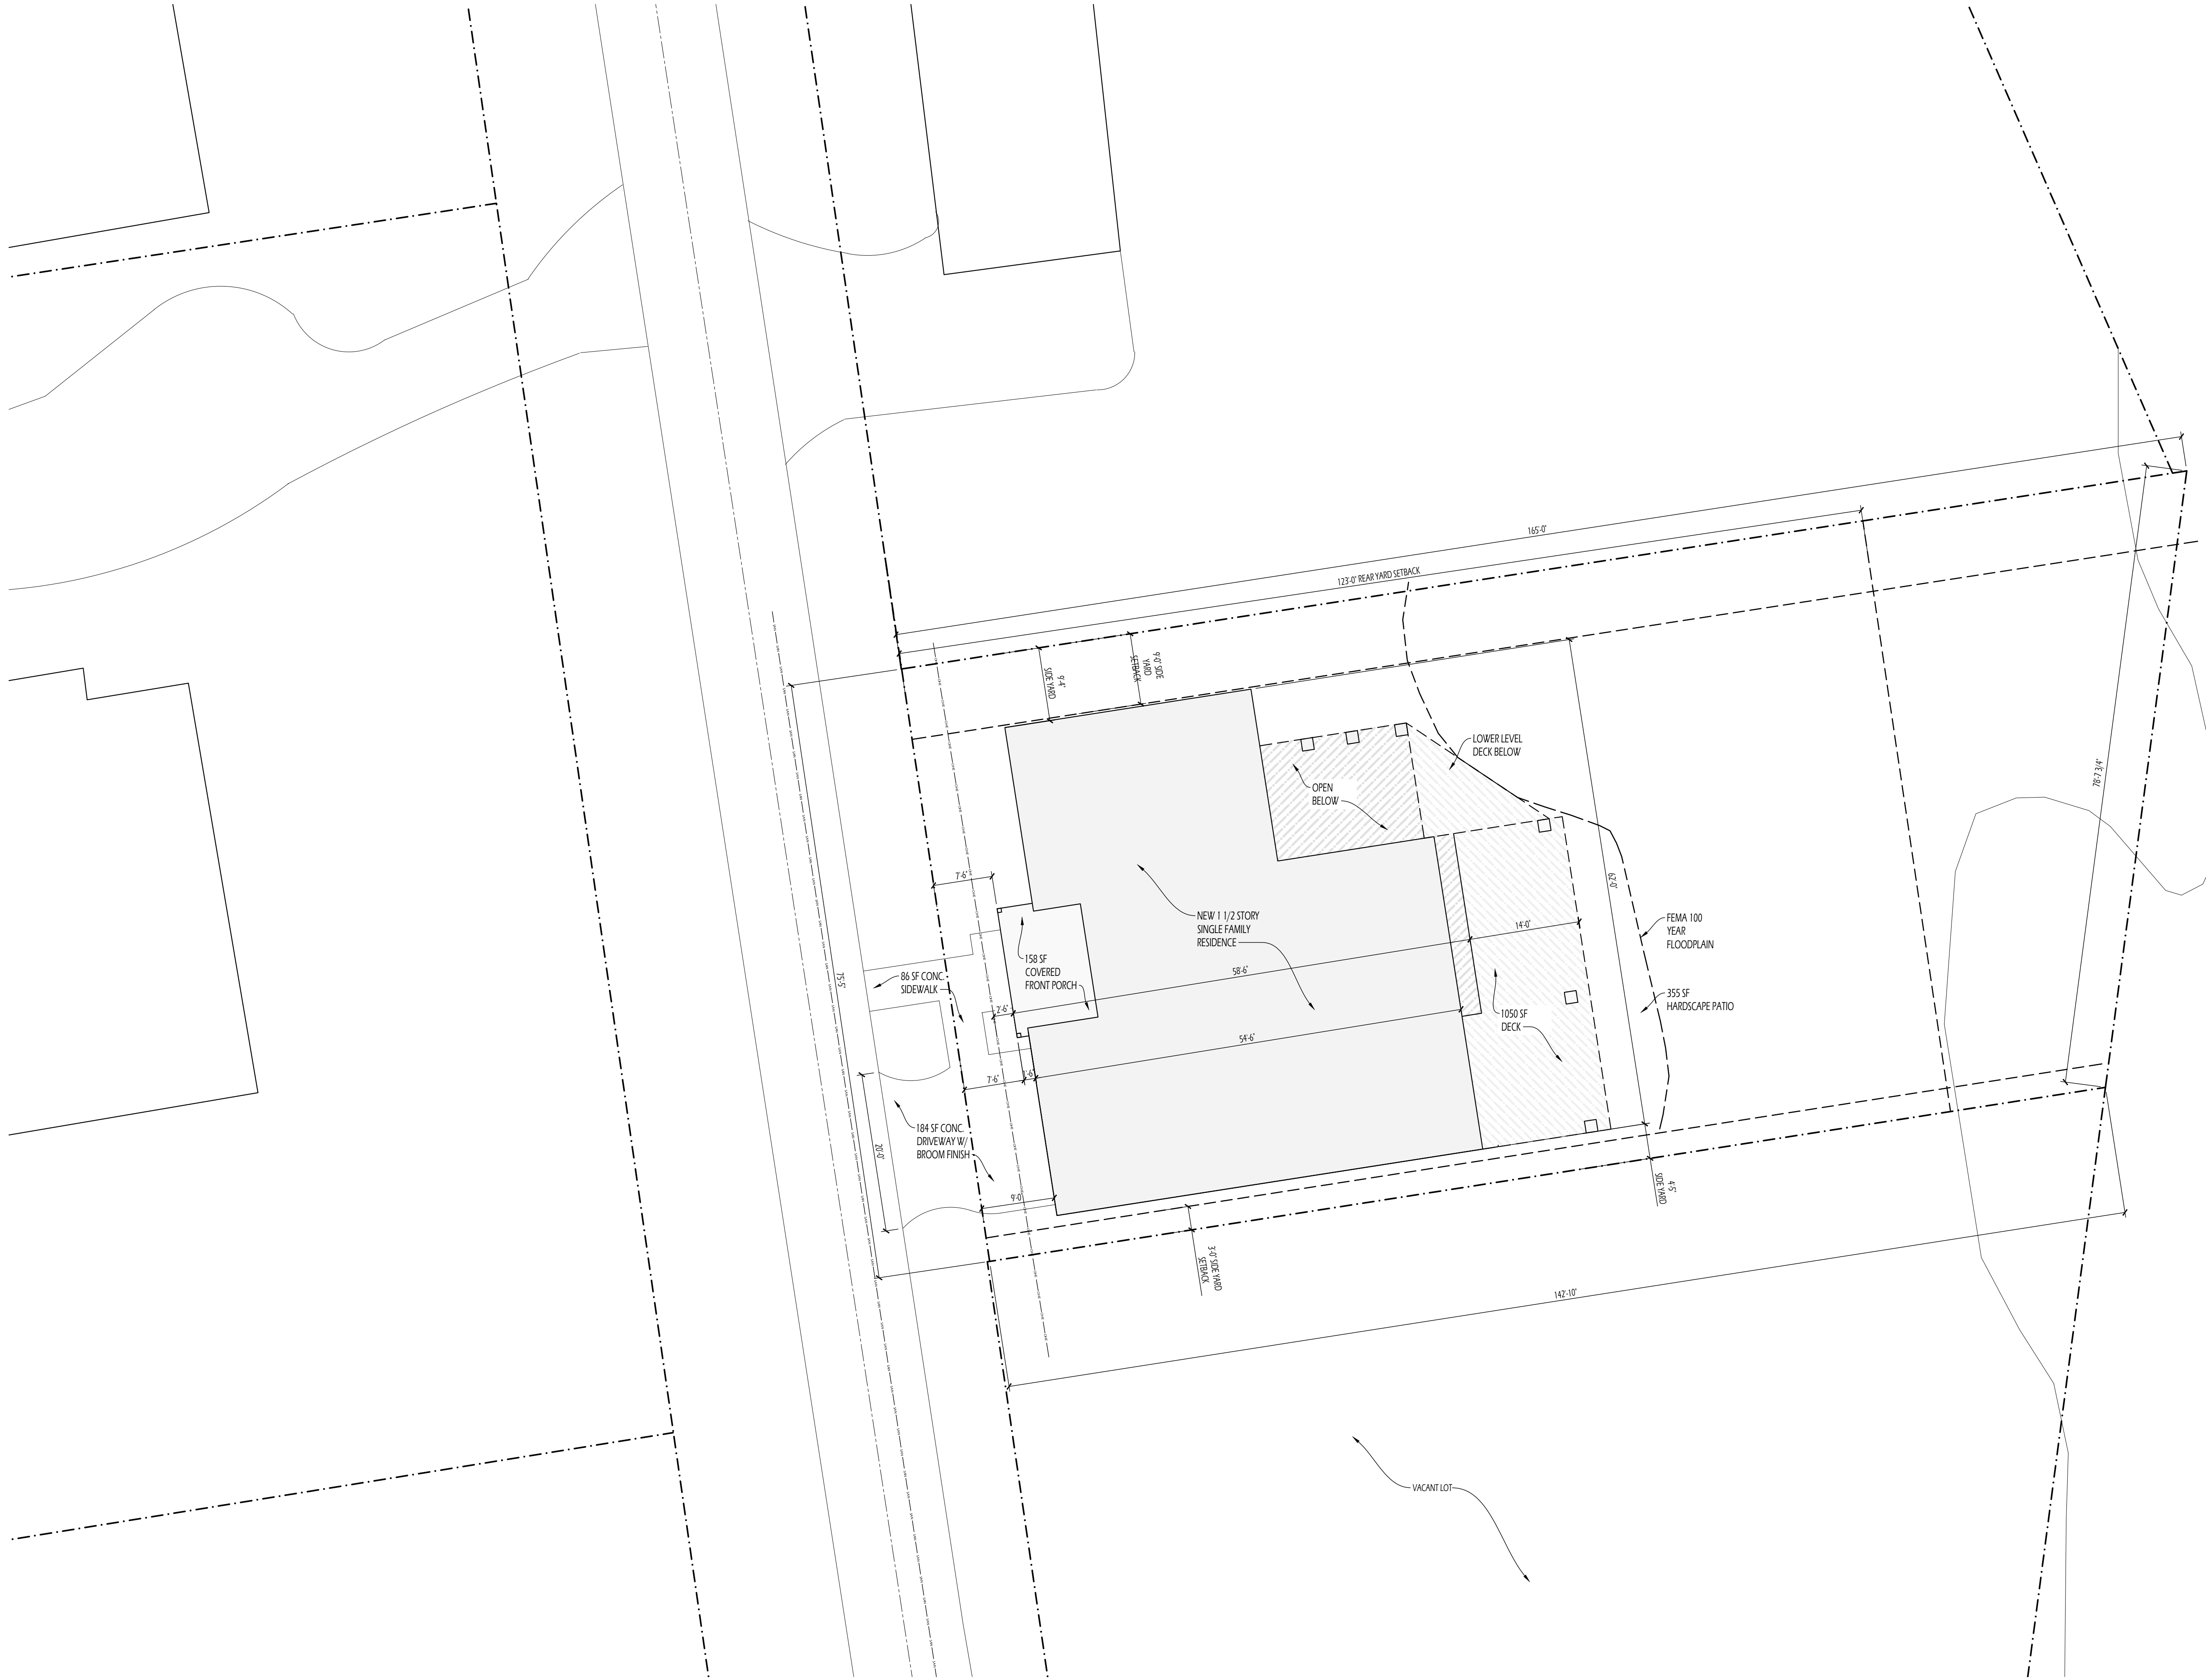 165'-0"
123'-0" REAR YARD SETBACK
9'-4"
SIDE YARD
9'-0" SIDE
YARD
SETBACK
LOWER LEVEL
DECK BELOW
OPEN
BELOW
78'-7 3/4"
62'-0"
7'-6"
NEW 1 1/2 STORY
SINGLE FAMILY
RESIDENCE
14'-0"
FEMA 100
YEAR
FLOODPLAIN
158 SF
COVERED
FRONT PORCH
58'-6"
86 SF CONC.
SIDEWALK
75'-5"
2'-6"
355 SF
HARDSCAPE PATIO
1050 SF
DECK
54'-6"
7'-6"
184 SF CONC.
DRIVEWAY W/
BROOM FINISH
20'-0"
9'-0
4'-5"
SIDE YARD
3'-0" SIDE YARD
SETBACK
142'-10"
VACANT LOT